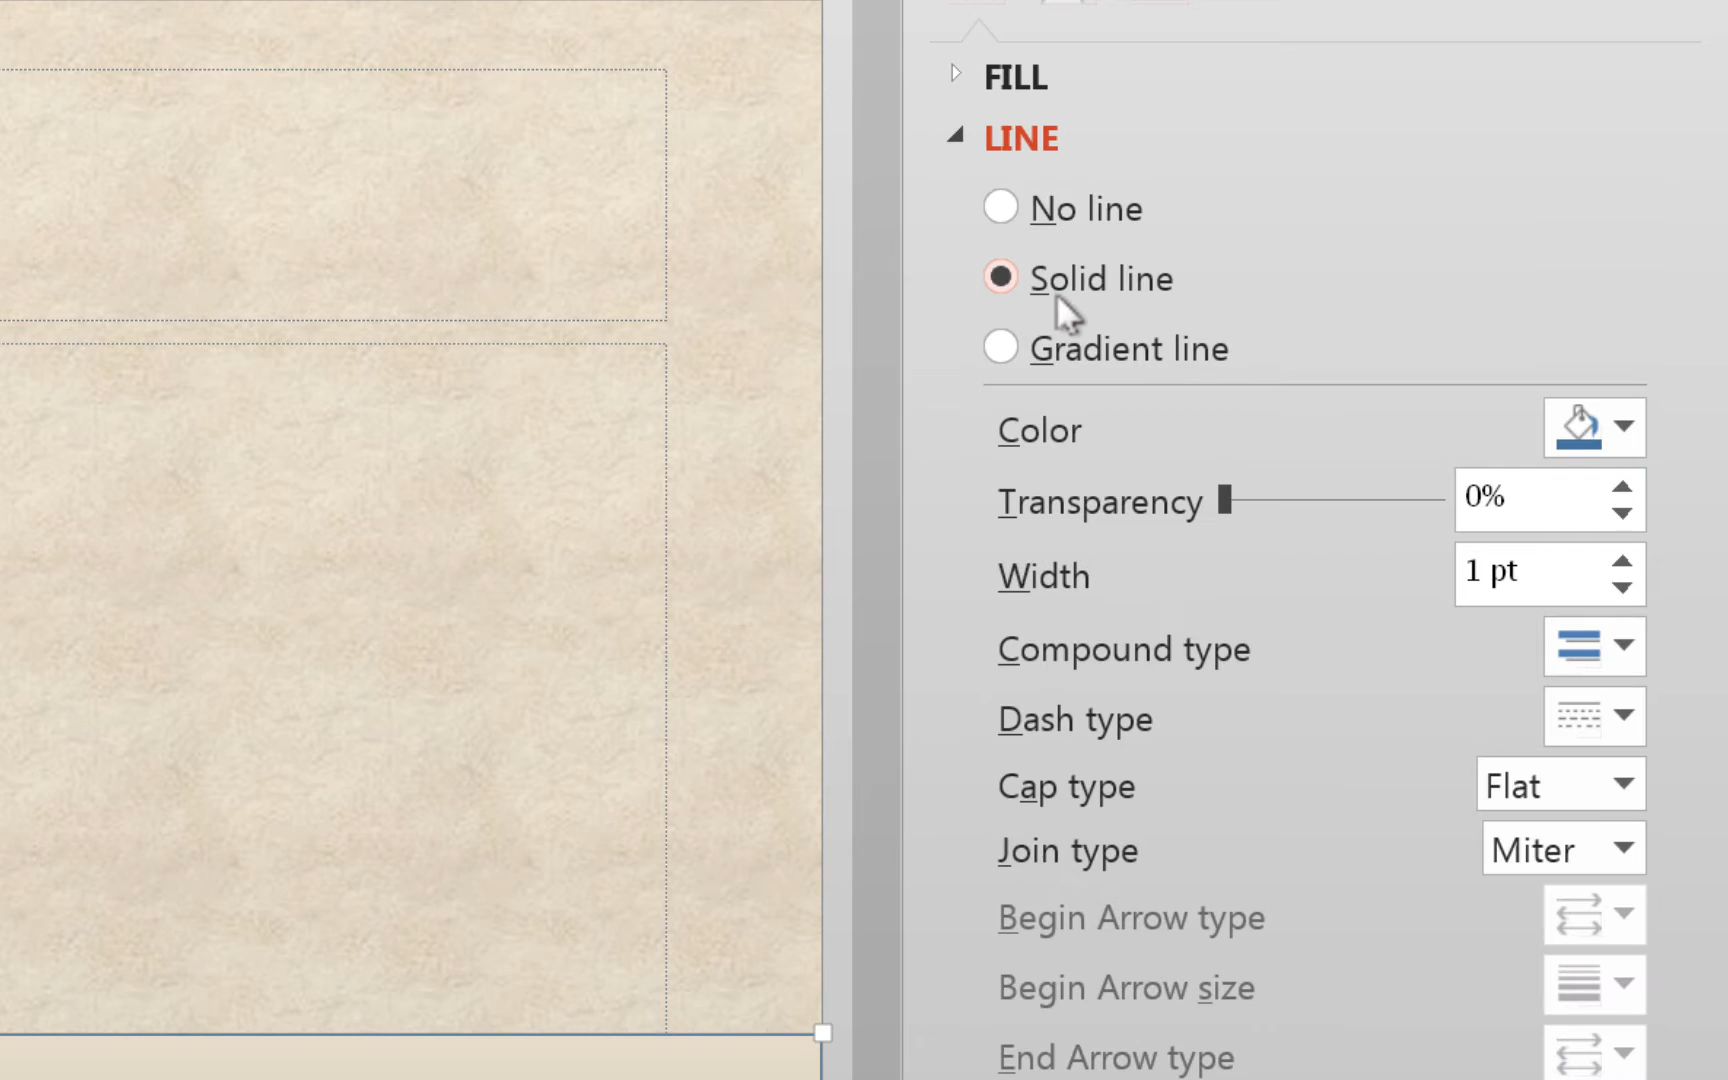 FILL
LINE
No line
Solid line
Gradient line
Color
Transparency 0%
Width 1 pt
Compound type
Dash type
Cap type Flat
Join type Miter
Begin Arrow type
Begin Arrow size
End Arrow type